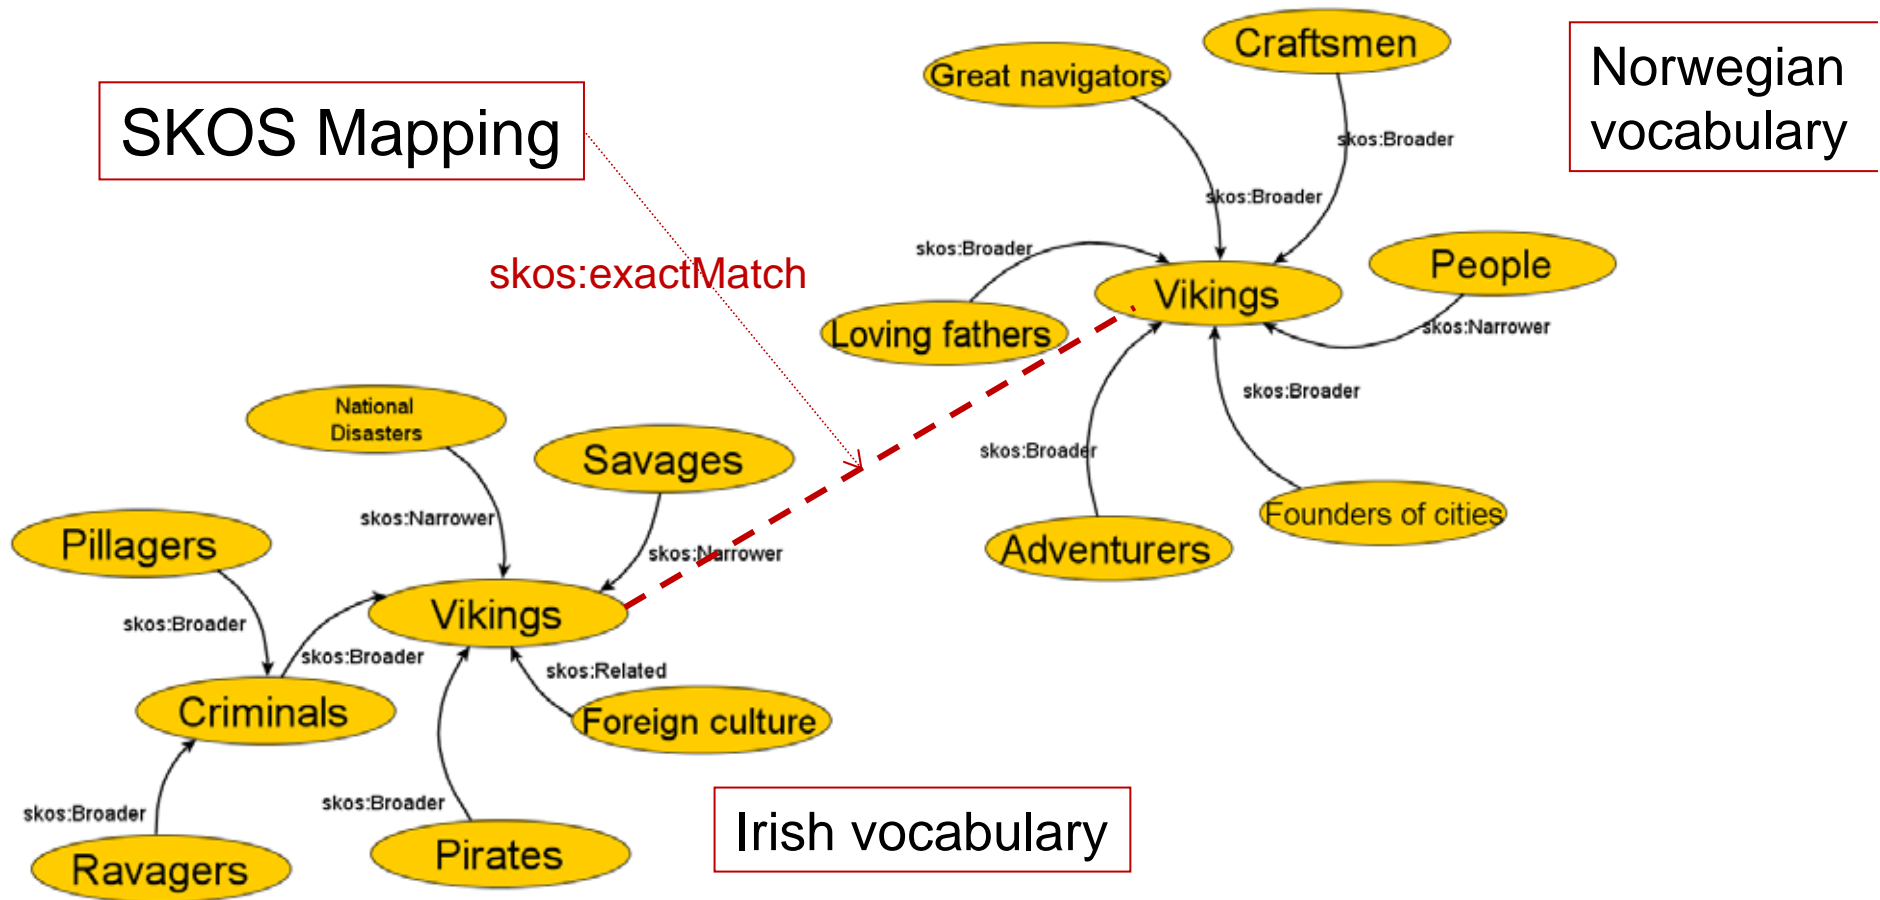 Craftsmen
Great navigators
Norwegian
vocabulary
SKOS Mapping
skos:Broader
skos:Broader
skos:Broader
People
skos:exactMatch
Vikings
Loving fathers
skos:Narrower
skos:Broader
National
Disasters
skos:Broader
Savages
Founders of cities
skos:Narrower
Adventurers
Pillagers
skos:Narrower
Vikings
skos:Broader
skos:Broader
skos:Related
Criminals
Foreign culture
skos:Broader
skos:Broader
Irish vocabulary
Pirates
Ravagers